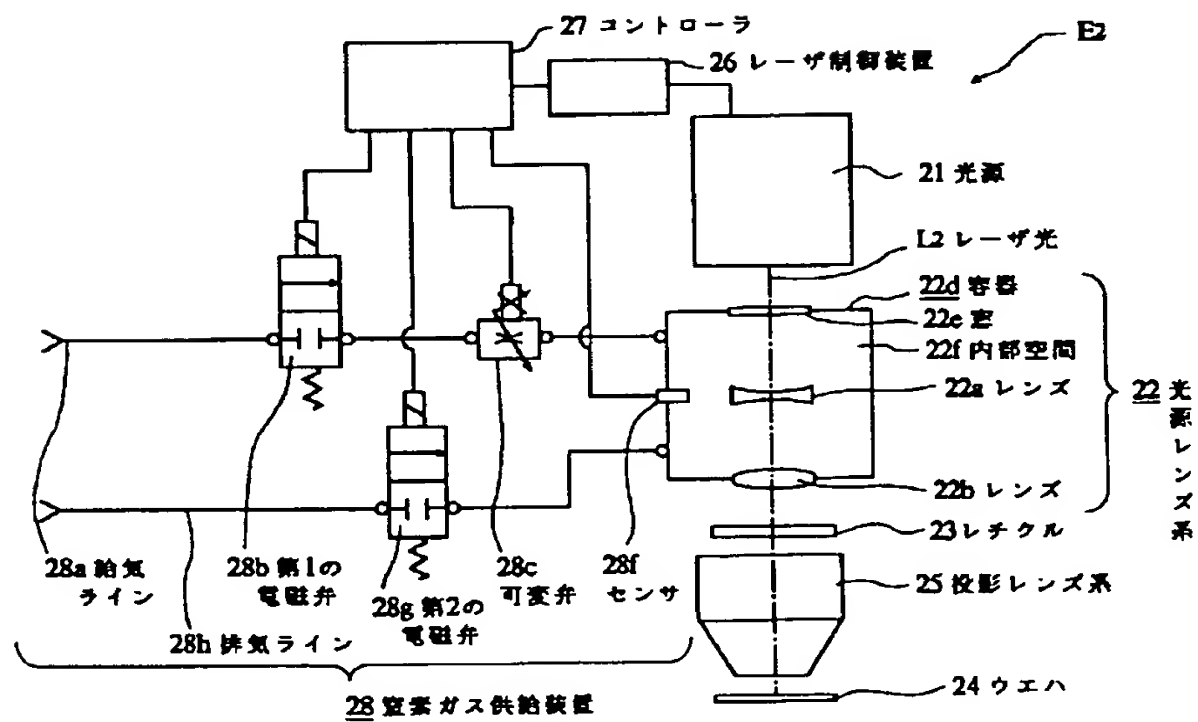 27 コントローラ
E2
26 レーザ制御装置
21 光源
L2 レーザ光
22d 容器
22e 窓
22f 内部空間
22a レンズ
22 光源レンズ系
22b レンズ
23 レチクル
25 投影レンズ系
24 ウエハ
28a 給気
ライン
28b 第1の
電磁弁
28c
可変弁
28f
センサ
28g 第2の
電磁弁
28h 排気ライン
28 窒素ガス供給装置